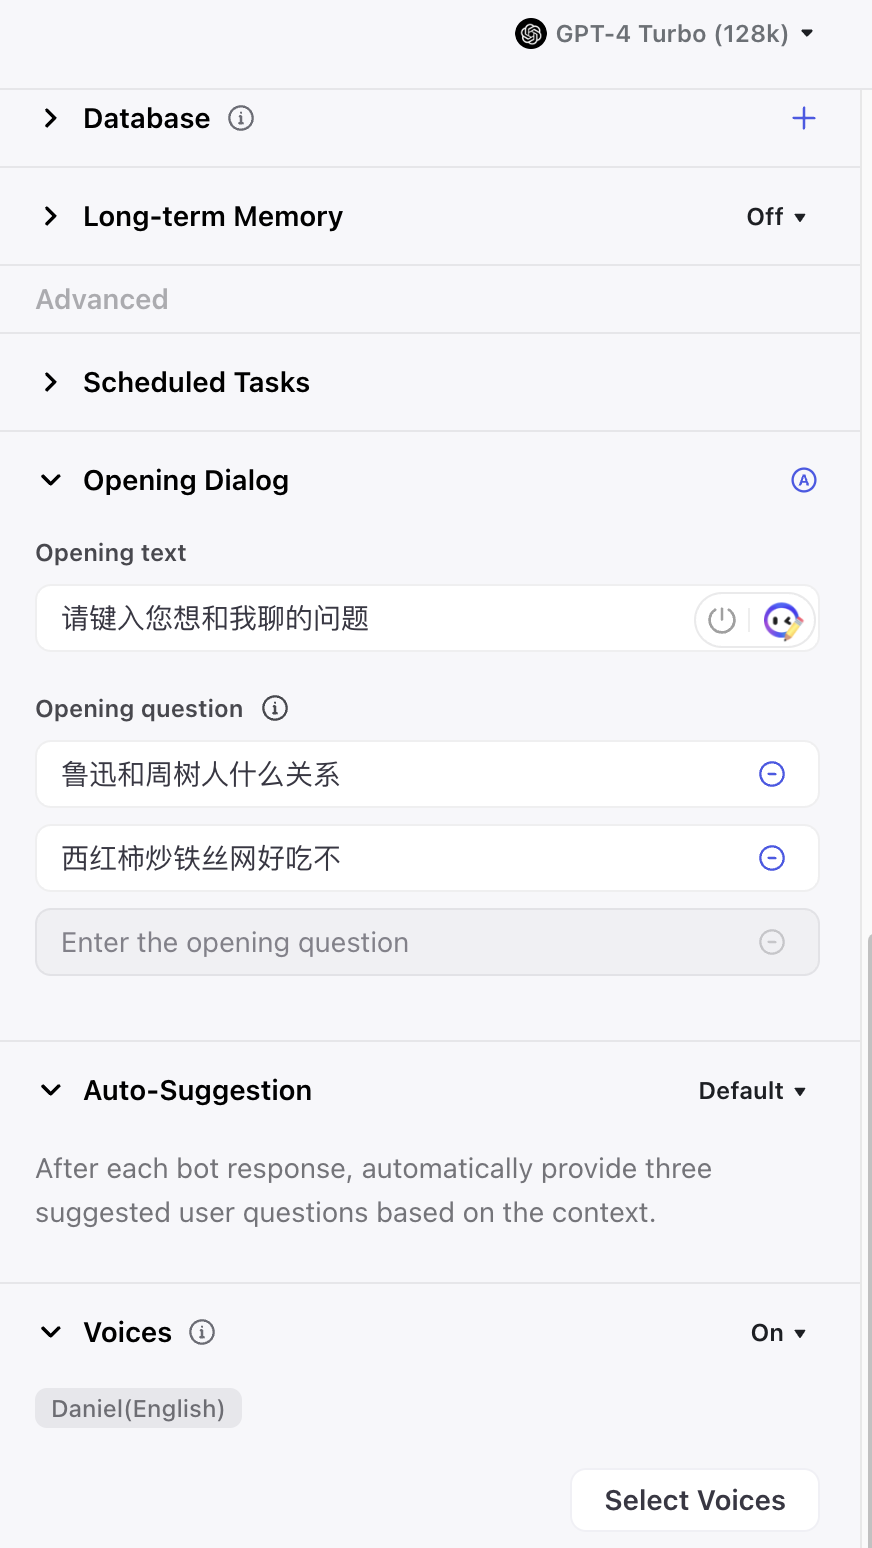 GPT-4 Turbo (128k)
Database
Long-term Memory
Off
Advanced
Scheduled Tasks
Opening Dialog
A
Opening text
请键入您想和我聊的问题
Opening question
鲁迅和周树人什么关系
西红柿炒铁丝网好吃不
Enter the opening question
Auto-Suggestion
Default
After each bot response, automatically provide three
suggested user questions based on the context.
Voices
On
Daniel(English)
Select Voices